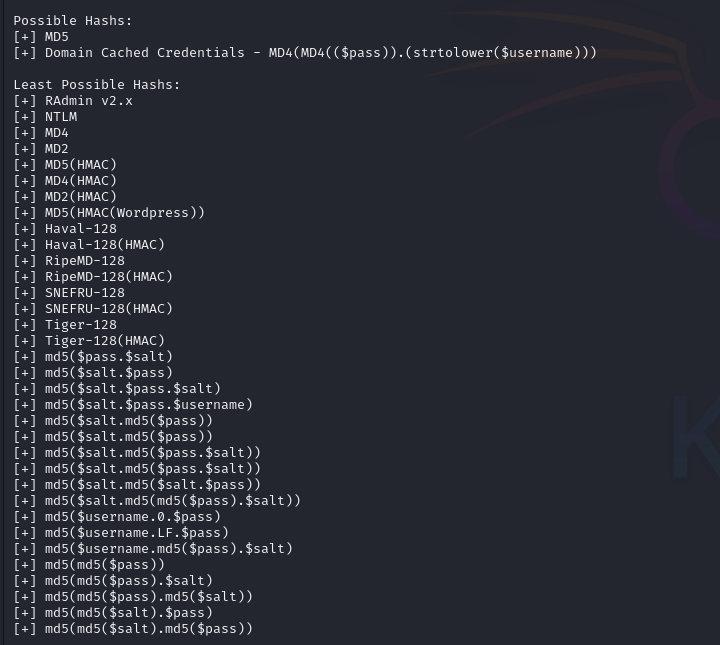 Possible Hashs:
[+] MD5
[+] Domain Cached Credentials - MD4(MD4(($pass)).(strtolower($username)))
Least Possible Hashs:
[+] RAdmin v2.x
[+] NTLM
[+] MD4
[+] MD2
[+] MD5(HMAC)
[+] MD4(HMAC)
[+] MD2(HMAC)
[+] MD5(HMAC(Wordpress))
[+] Haval-128
[+] Haval-128(HMAC)
[+] RipeMD-128
[+] RipeMD-128(HMAC)
[+] SNEFRU-128
[+] SNEFRU-128(HMAC)
[+] Tiger-128
[+] Tiger-128(HMAC)
[+] md5($pass.$salt)
[+] md5($salt.$pass)
[+] md5($salt.$pass.$salt)
[+] md5($salt.$pass.$username)
[+] md5($salt.md5($pass))
[+] md5($salt.md5($pass))
[+] md5($salt.md5($pass.$salt))
[+] md5($salt.md5($pass.$salt))
[+] md5($salt.md5($salt.$pass))
[+] md5($salt.md5(md5($pass).$salt))
[+] md5($username.0.$pass)
[+] md5($username.LF.$pass)
[+] md5($username.md5($pass).$salt)
[+] md5(md5($pass))
[+] md5(md5($pass).$salt)
[+] md5(md5($pass).md5($salt))
[+] md5(md5($salt).$pass)
[+] md5(md5($salt).md5($pass))
K